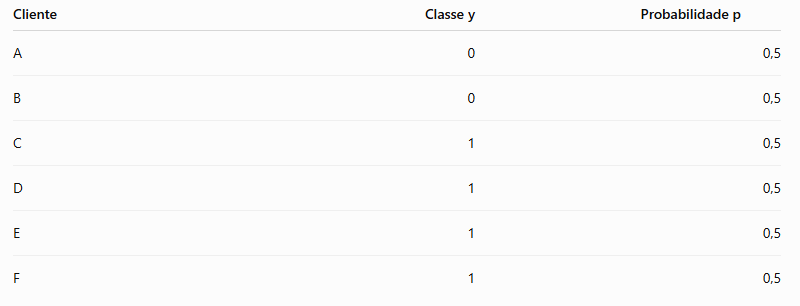 Cliente Classe y Probabilidade p
A 0 0,5
B 0 0,5
C 1 0,5
D 1 0,5
E 1 0,5
F 1 0,5